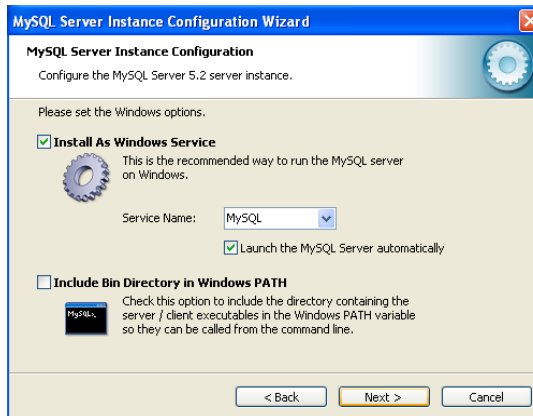 MySQL Server Instance Configuration Wizard
MySQL Server Instance Configuration
Configure the MySQL Server 5.2 server instance.
Please set the Windows options.
Install As Windows Service
This is the recommended way to run the MySQL server
on Windows.
Service Name:
MySQL
Launch the MySQL Server automatically
Include Bin Directory in Windows PATH
MySQL>_
Check this option to include the directory containing the
server / client executables in the Windows PATH variable
so they can be called from the command line.
< Back
Next >
Cancel